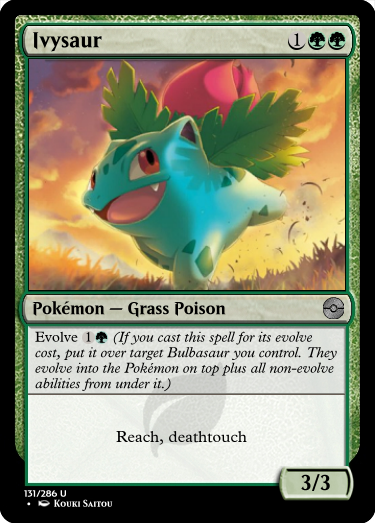 Ivysaur 1
Pokémon — Grass Poison
Evolve 1 (If you cast this spell for its evolve
cost, put it over target Bulbasaur you control. They
evolve into the Pokémon on top plus all non-evolve
abilities from under it.)
Reach, deathtouch
3/3
131/286 U
• Kouki Saitou